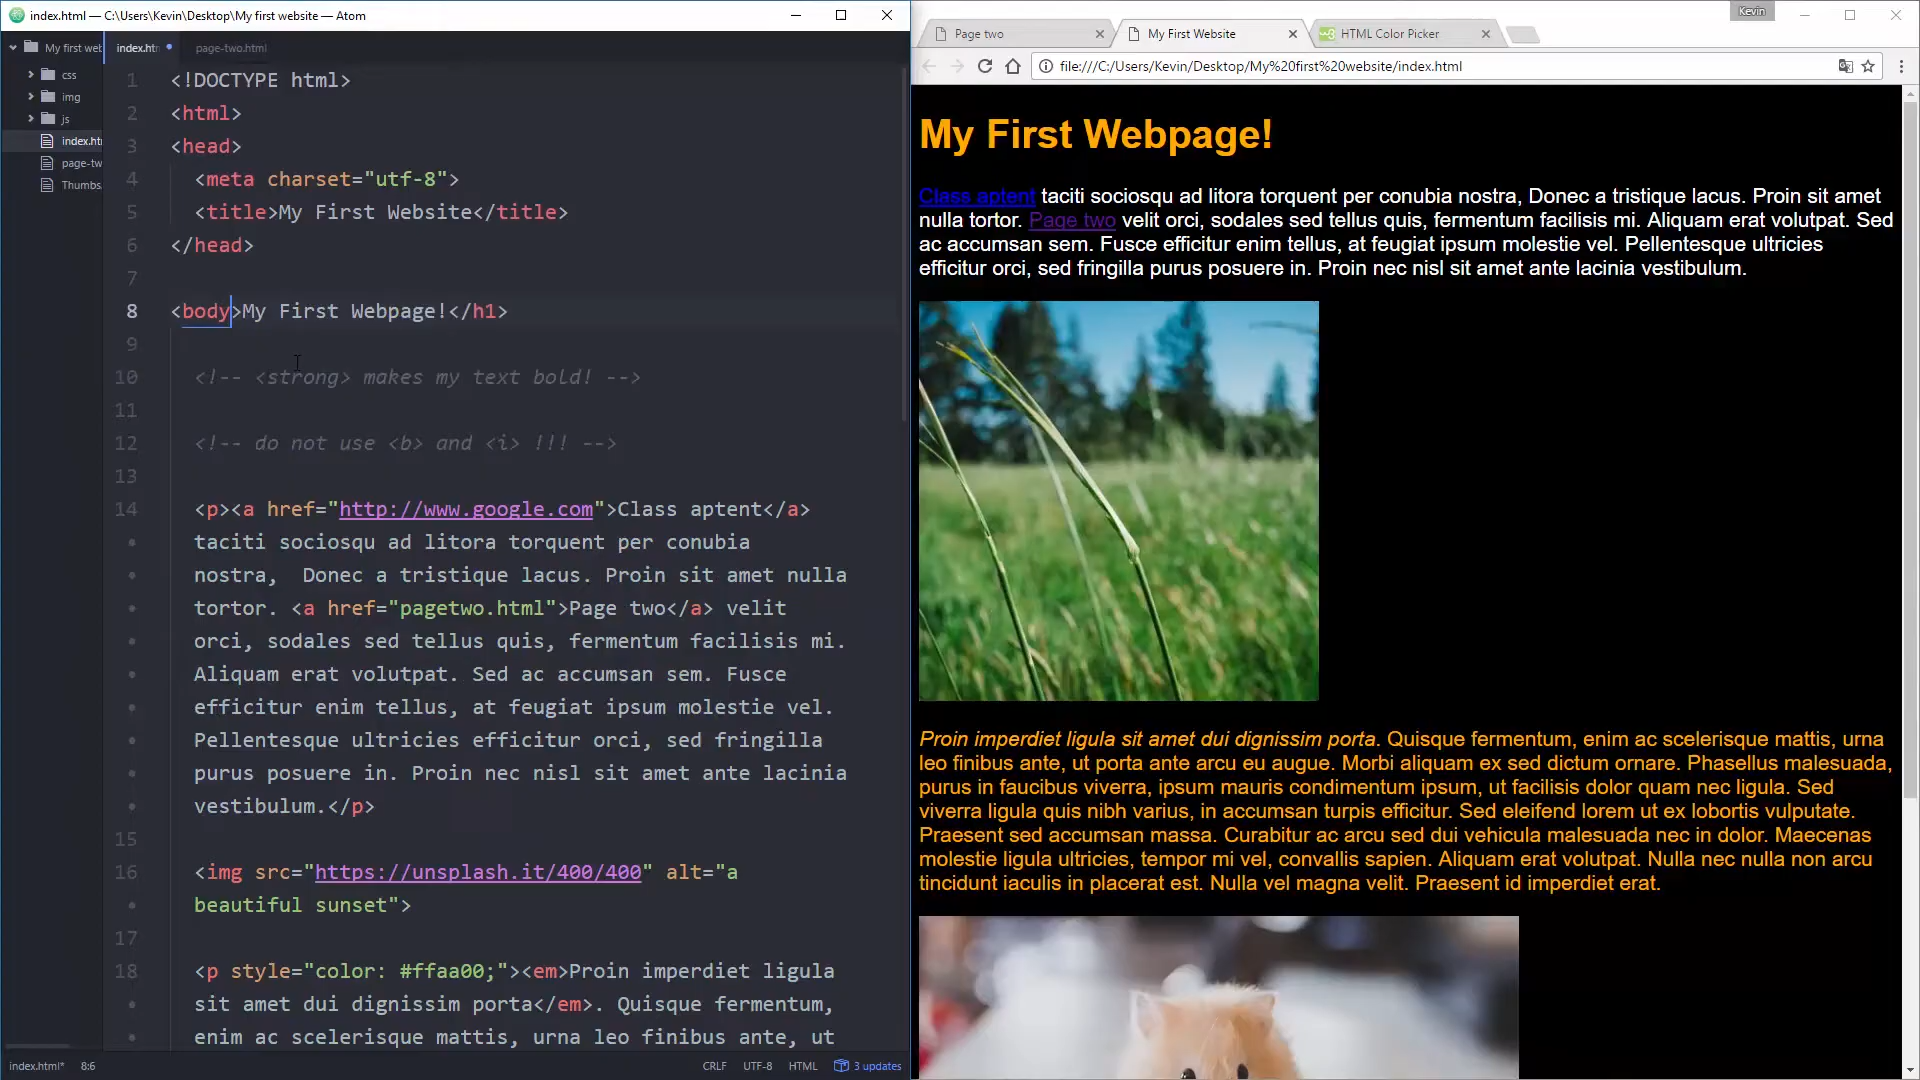 index.html — C:\Users\Kevin\Desktop\My first website — Atom
My first wet
css
img
js
index.htr
page-tw
Thumbs.
index.htr
page-two.html
1 <!DOCTYPE html>
2 <html>
3 <head>
4 <meta charset="utf-8">
5 <title>My First Website</title>
6 </head>
7
8 <body>My First Webpage!</h1>
9
10 <!-- <strong> makes my text bold! -->
11
12 <!-- do not use <b> and <i> !!! -->
13
14 <p><a href="http://www.google.com">Class aptent</a>
taciti sociosqu ad litora torquent per conubia
nostra,  Donec a tristique lacus. Proin sit amet nulla
tortor. <a href="pagetwo.html">Page two</a> velit
orci, sodales sed tellus quis, fermentum facilisis mi.
Aliquam erat volutpat. Sed ac accumsan sem. Fusce
efficitur enim tellus, at feugiat ipsum molestie vel.
Pellentesque ultricies efficitur orci, sed fringilla
purus posuere in. Proin nec nisl sit amet ante lacinia
vestibulum.</p>
15
16 <img src="https://unsplash.it/400/400" alt="a
beautiful sunset">
17
18 <p style="color: #ffaa00;"><em>Proin imperdiet ligula
sit amet dui dignissim porta</em>. Quisque fermentum,
enim ac scelerisque mattis, urna leo finibus ante, ut
index.html* 8:6 CRLF UTF-8 HTML 3 updates
Kevin
Page two
My First Website
HTML Color Picker
file:///C:/Users/Kevin/Desktop/My%20first%20website/index.html
My First Webpage!
Class aptent taciti sociosqu ad litora torquent per conubia nostra, Donec a tristique lacus. Proin sit amet
nulla tortor. Page two velit orci, sodales sed tellus quis, fermentum facilisis mi. Aliquam erat volutpat. Sed
ac accumsan sem. Fusce efficitur enim tellus, at feugiat ipsum molestie vel. Pellentesque ultricies
efficitur orci, sed fringilla purus posuere in. Proin nec nisl sit amet ante lacinia vestibulum.
Proin imperdiet ligula sit amet dui dignissim porta. Quisque fermentum, enim ac scelerisque mattis, urna
leo finibus ante, ut porta ante arcu eu augue. Morbi aliquam ex sed dictum ornare. Phasellus malesuada,
purus in faucibus viverra, ipsum mauris condimentum ipsum, ut facilisis dolor quam nec ligula. Sed
viverra ligula quis nibh varius, in accumsan turpis efficitur. Sed eleifend lorem ut ex lobortis vulputate.
Praesent sed accumsan massa. Curabitur ac arcu sed dui vehicula malesuada nec in dolor. Maecenas
molestie ligula ultricies, tempor mi vel, convallis sapien. Aliquam erat volutpat. Nulla nec nulla non arcu
tincidunt iaculis in placerat est. Nulla vel magna velit. Praesent id imperdiet erat.